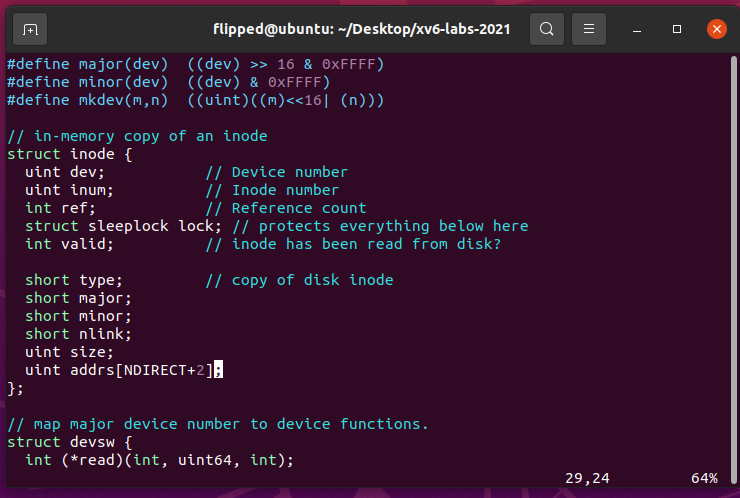 flipped@ubuntu: ~/Desktop/xv6-labs-2021
#define major(dev)  ((dev) >> 16 & 0xFFFF)
#define minor(dev)  ((dev) & 0xFFFF)
#define mkdev(m,n)  ((uint)((m)<<16| (n)))

// in-memory copy of an inode
struct inode {
  uint dev;           // Device number
  uint inum;          // Inode number
  int ref;            // Reference count
  struct sleeplock lock; // protects everything below here
  int valid;          // inode has been read from disk?

  short type;         // copy of disk inode
  short major;
  short minor;
  short nlink;
  uint size;
  uint addrs[NDIRECT+2];
};

// map major device number to device functions.
struct devsw {
  int (*read)(int, uint64, int);
29,24         64%